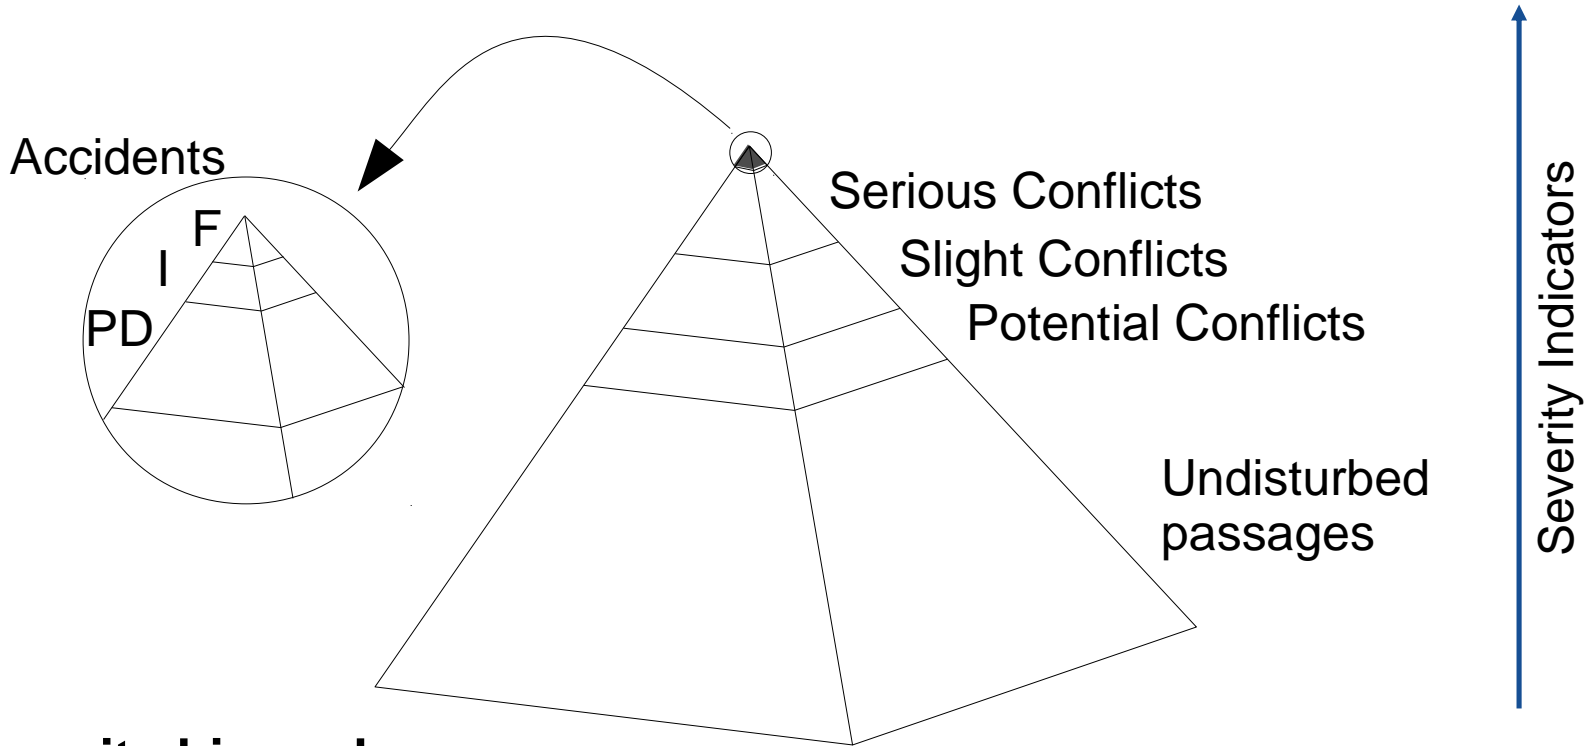 Accidents
F
I
PD
Serious Conflicts
Slight Conflicts
Potential Conflicts
Undisturbed
passages
Severity Indicators